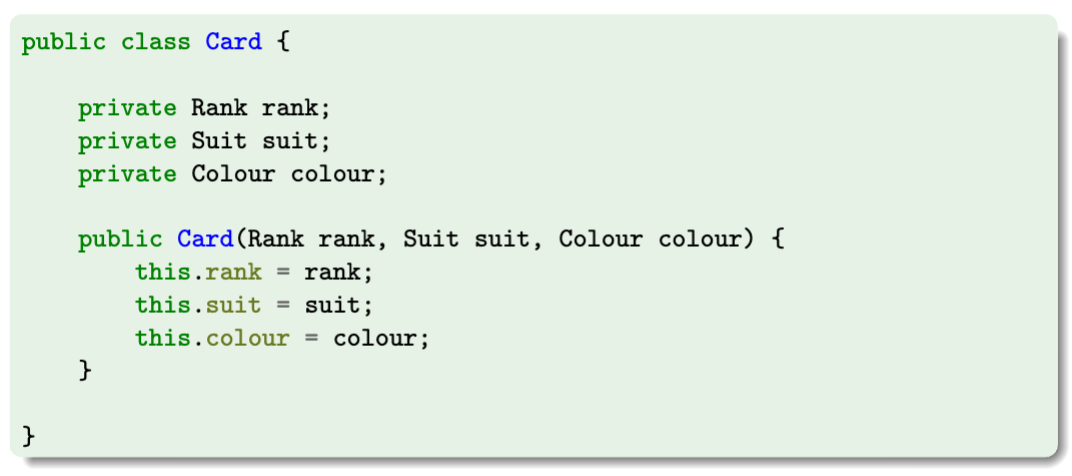 public class Card {
private Rank rank;
private Suit suit;
private Colour colour;
public Card(Rank rank, Suit suit, Colour colour) {
this.rank = rank;
this.suit = suit;
this.colour = colour;
}
}